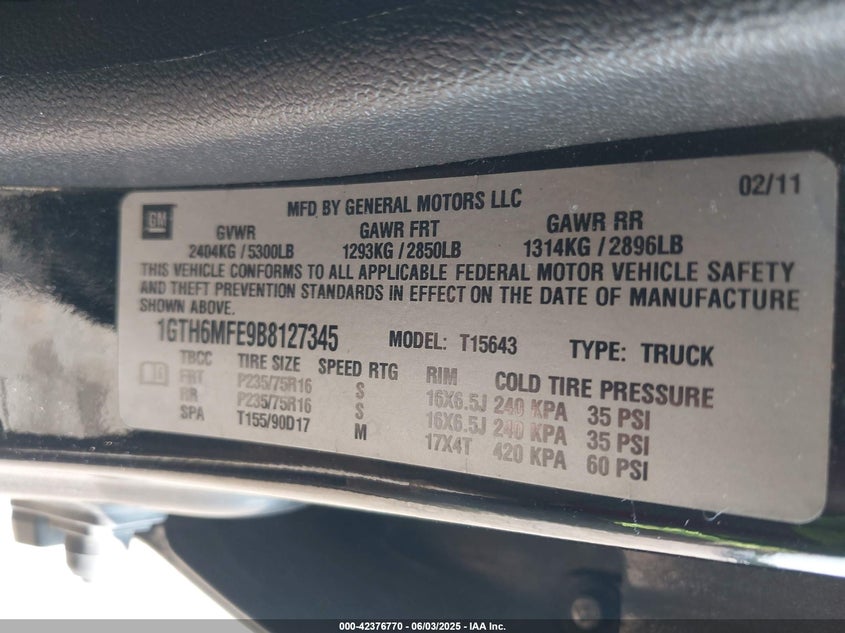 02/11
GM
MFD BY GENERAL MOTORS LLC
GVWR GAWR FRT GAWR RR
2404KG / 5300LB 1293KG / 2850LB 1314KG / 2896LB
THIS VEHICLE CONFORMS TO ALL APPLICABLE FEDERAL MOTOR VEHICLE SAFETY
AND THEFT PREVENTION STANDARDS IN EFFECT ON THE DATE OF MANUFACTURE
SHOWN ABOVE.
1GTH6MFE9B8127345 MODEL: T15643 TYPE: TRUCK
TBCC TIRE SIZE SPEED RTG RIM COLD TIRE PRESSURE
FRT P235/75R16 S 16X6.5J 240 KPA 35 PSI
RR P235/75R16 S 16X6.5J 240 KPA 35 PSI
SPA T155/90D17 M 17X4T 420 KPA 60 PSI
000-42376770 - 06/03/2025 - IAA Inc.